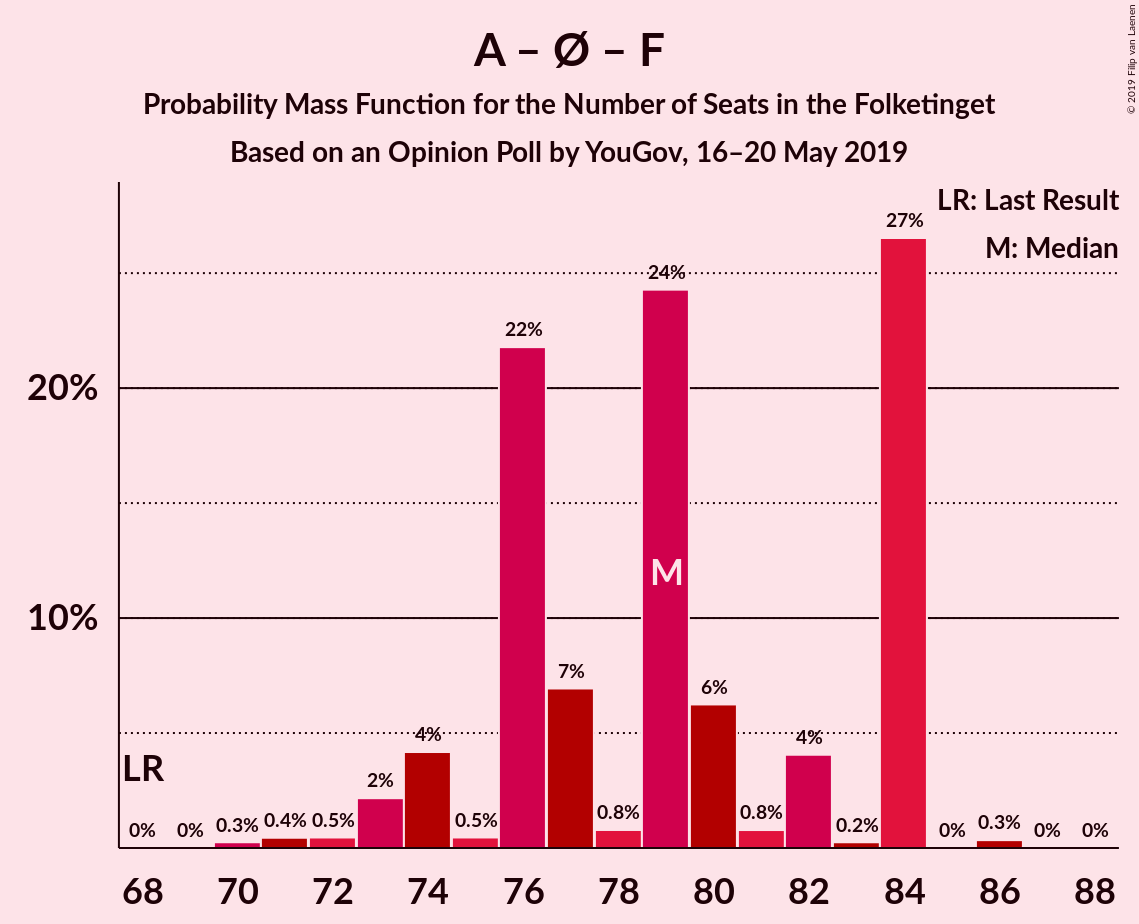 A – Ø – F
Probability Mass Function for the Number of Seats in the Folketinget
Based on an Opinion Poll by YouGov, 16–20 May 2019
© 2019 Filip van Laenen
LR: Last Result
M: Median
20%
10%
LR
M
0%
0%
0.3%
0.4%
0.5%
2%
4%
0.5%
22%
7%
0.8%
24%
6%
0.8%
4%
0.2%
27%
0%
0.3%
0%
0%
68 70 72 74 76 78 80 82 84 86 88